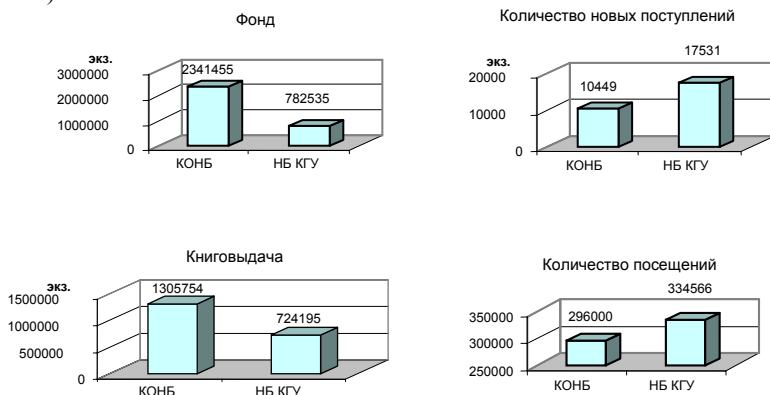 Фонд
экз.
3000000
2000000
1000000
0
2341455
782535
КОНБ
НБ КГУ
Количество новых поступлений
экз.
20000
10000
0
10449
17531
КОНБ
НБ КГУ
Книговыдача
экз.
1500000
1000000
500000
0
1305754
724195
КОНБ
НБ КГУ
Количество посещений
350000
300000
250000
296000
334566
КОНБ
НБ КГУ